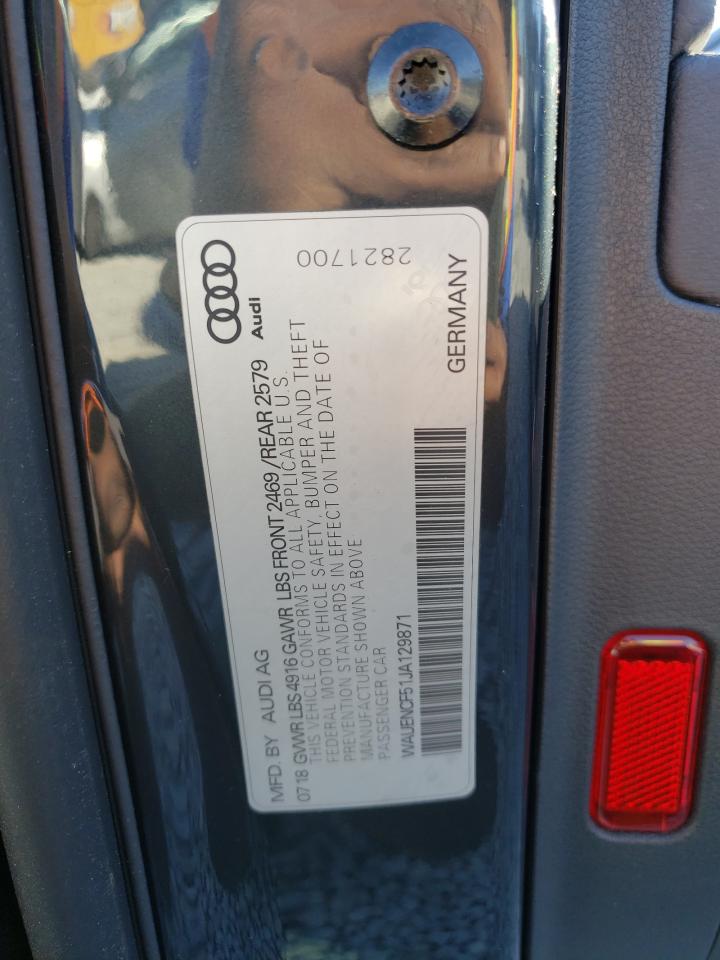 MFD. BY AUDI AG
07 18 GVWR LBS 4916 GAWR LBS FRONT 2469 / REAR 2579
THIS VEHICLE CONFORMS TO ALL APPLICABLE U.S.
FEDERAL MOTOR VEHICLE SAFETY, BUMPER AND THEFT
PREVENTION STANDARDS IN EFFECT ON THE DATE OF
MANUFACTURE SHOWN ABOVE
PASSENGER CAR
WAUENCF51JA129871
Audi
2821700
GERMANY